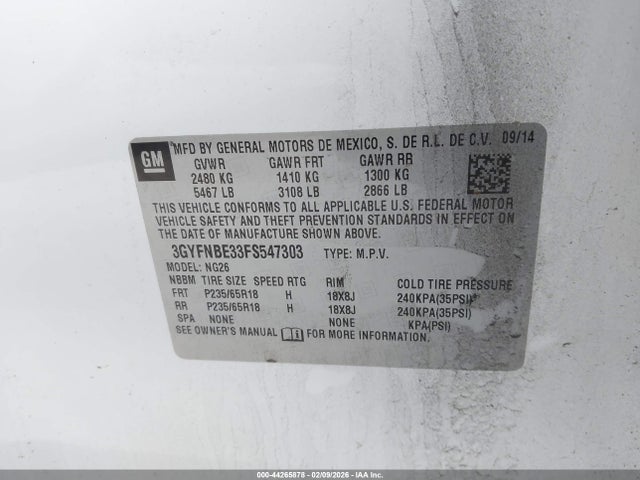 GM
MFD BY GENERAL MOTORS DE MEXICO, S. DE R.L. DE C.V. 09/14
GVWR GAWR FRT GAWR RR
2480 KG 1410 KG 1300 KG
5467 LB 3108 LB 2866 LB
THIS VEHICLE CONFORMS TO ALL APPLICABLE U.S. FEDERAL MOTOR
VEHICLE SAFETY AND THEFT PREVENTION STANDARDS IN EFFECT ON
THE DATE OF MANUFACTURE SHOWN ABOVE.
3GYFNBE33FS547303 TYPE: M.P.V.
MODEL: NG26
NBBM TIRE SIZE SPEED RTG RIM COLD TIRE PRESSURE
FRT P235/65R18 H 18X8J 240KPA(35PSI)
RR P235/65R18 H 18X8J 240KPA(35PSI)
SPA NONE NONE KPA(PSI)
SEE OWNER'S MANUAL FOR MORE INFORMATION.
000-44265878 - 02/09/2026 - IAA Inc.